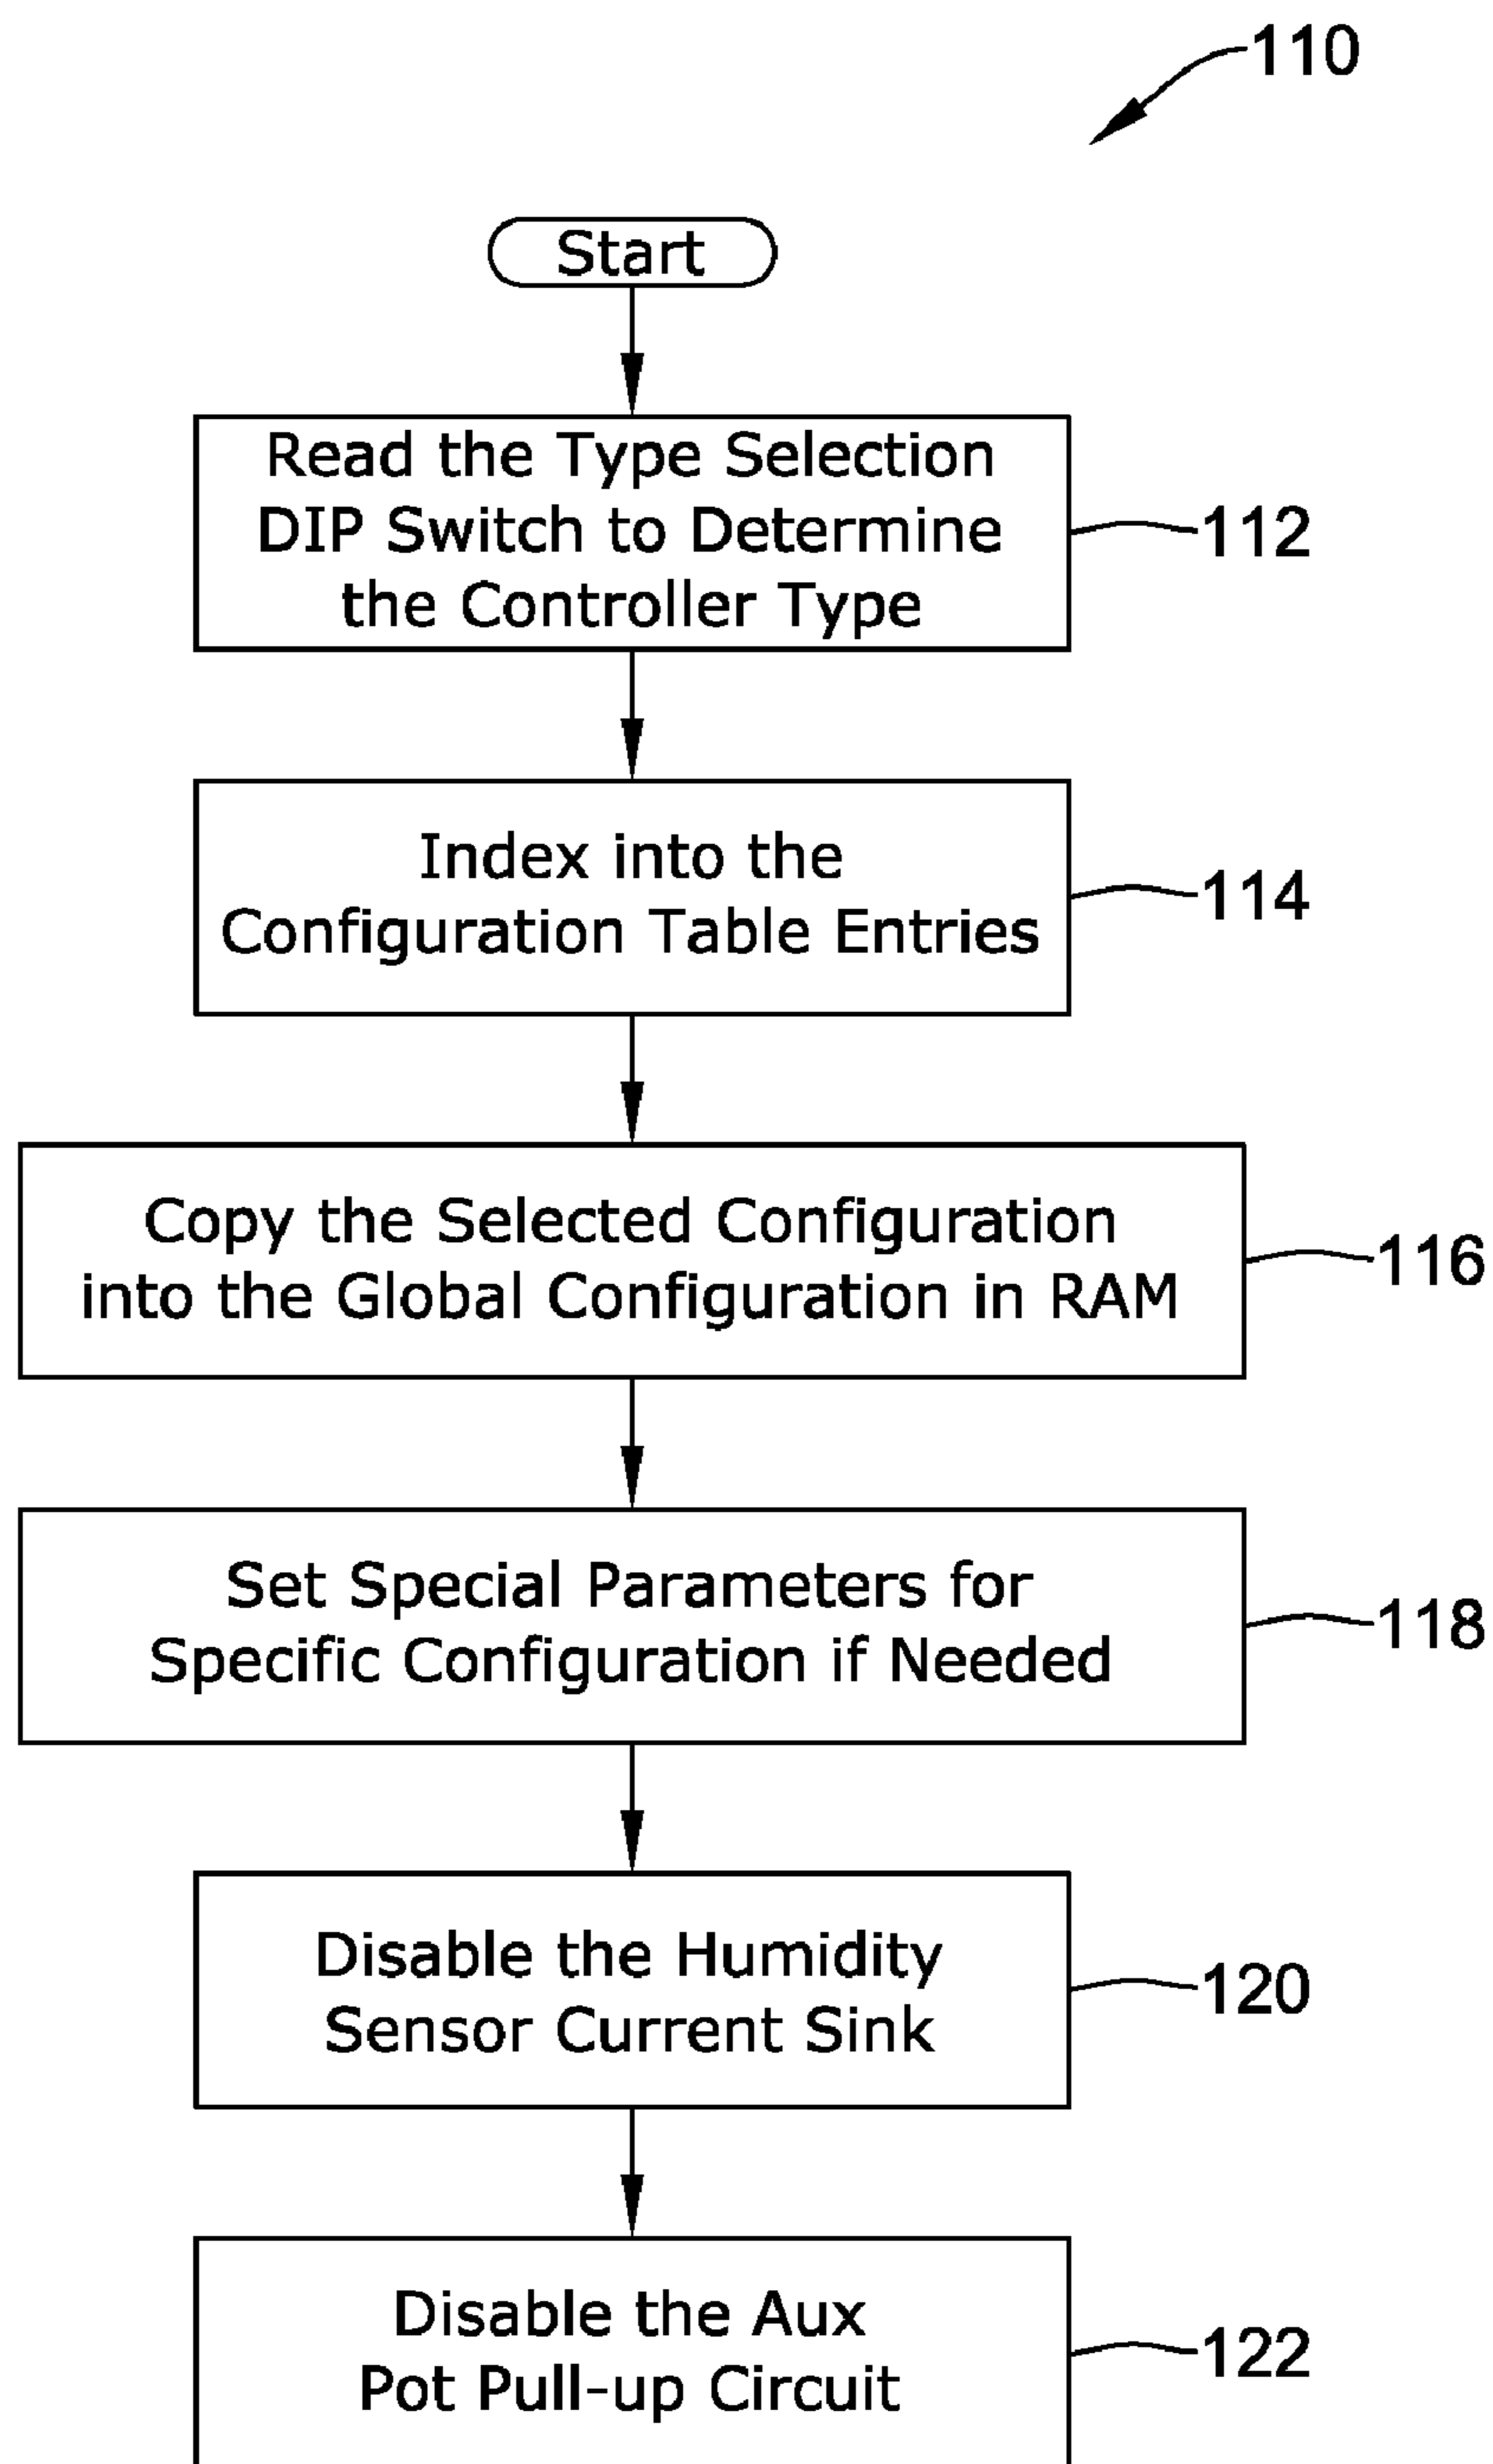 110
Start
Read the Type Selection
DIP Switch to Determine
the Controller Type
112
Index into the
Configuration Table Entries
114
Copy the Selected Configuration
into the Global Configuration in RAM
116
Set Special Parameters for
Specific Configuration if Needed
118
Disable the Humidity
Sensor Current Sink
120
Disable the Aux
Pot Pull-up Circuit
122